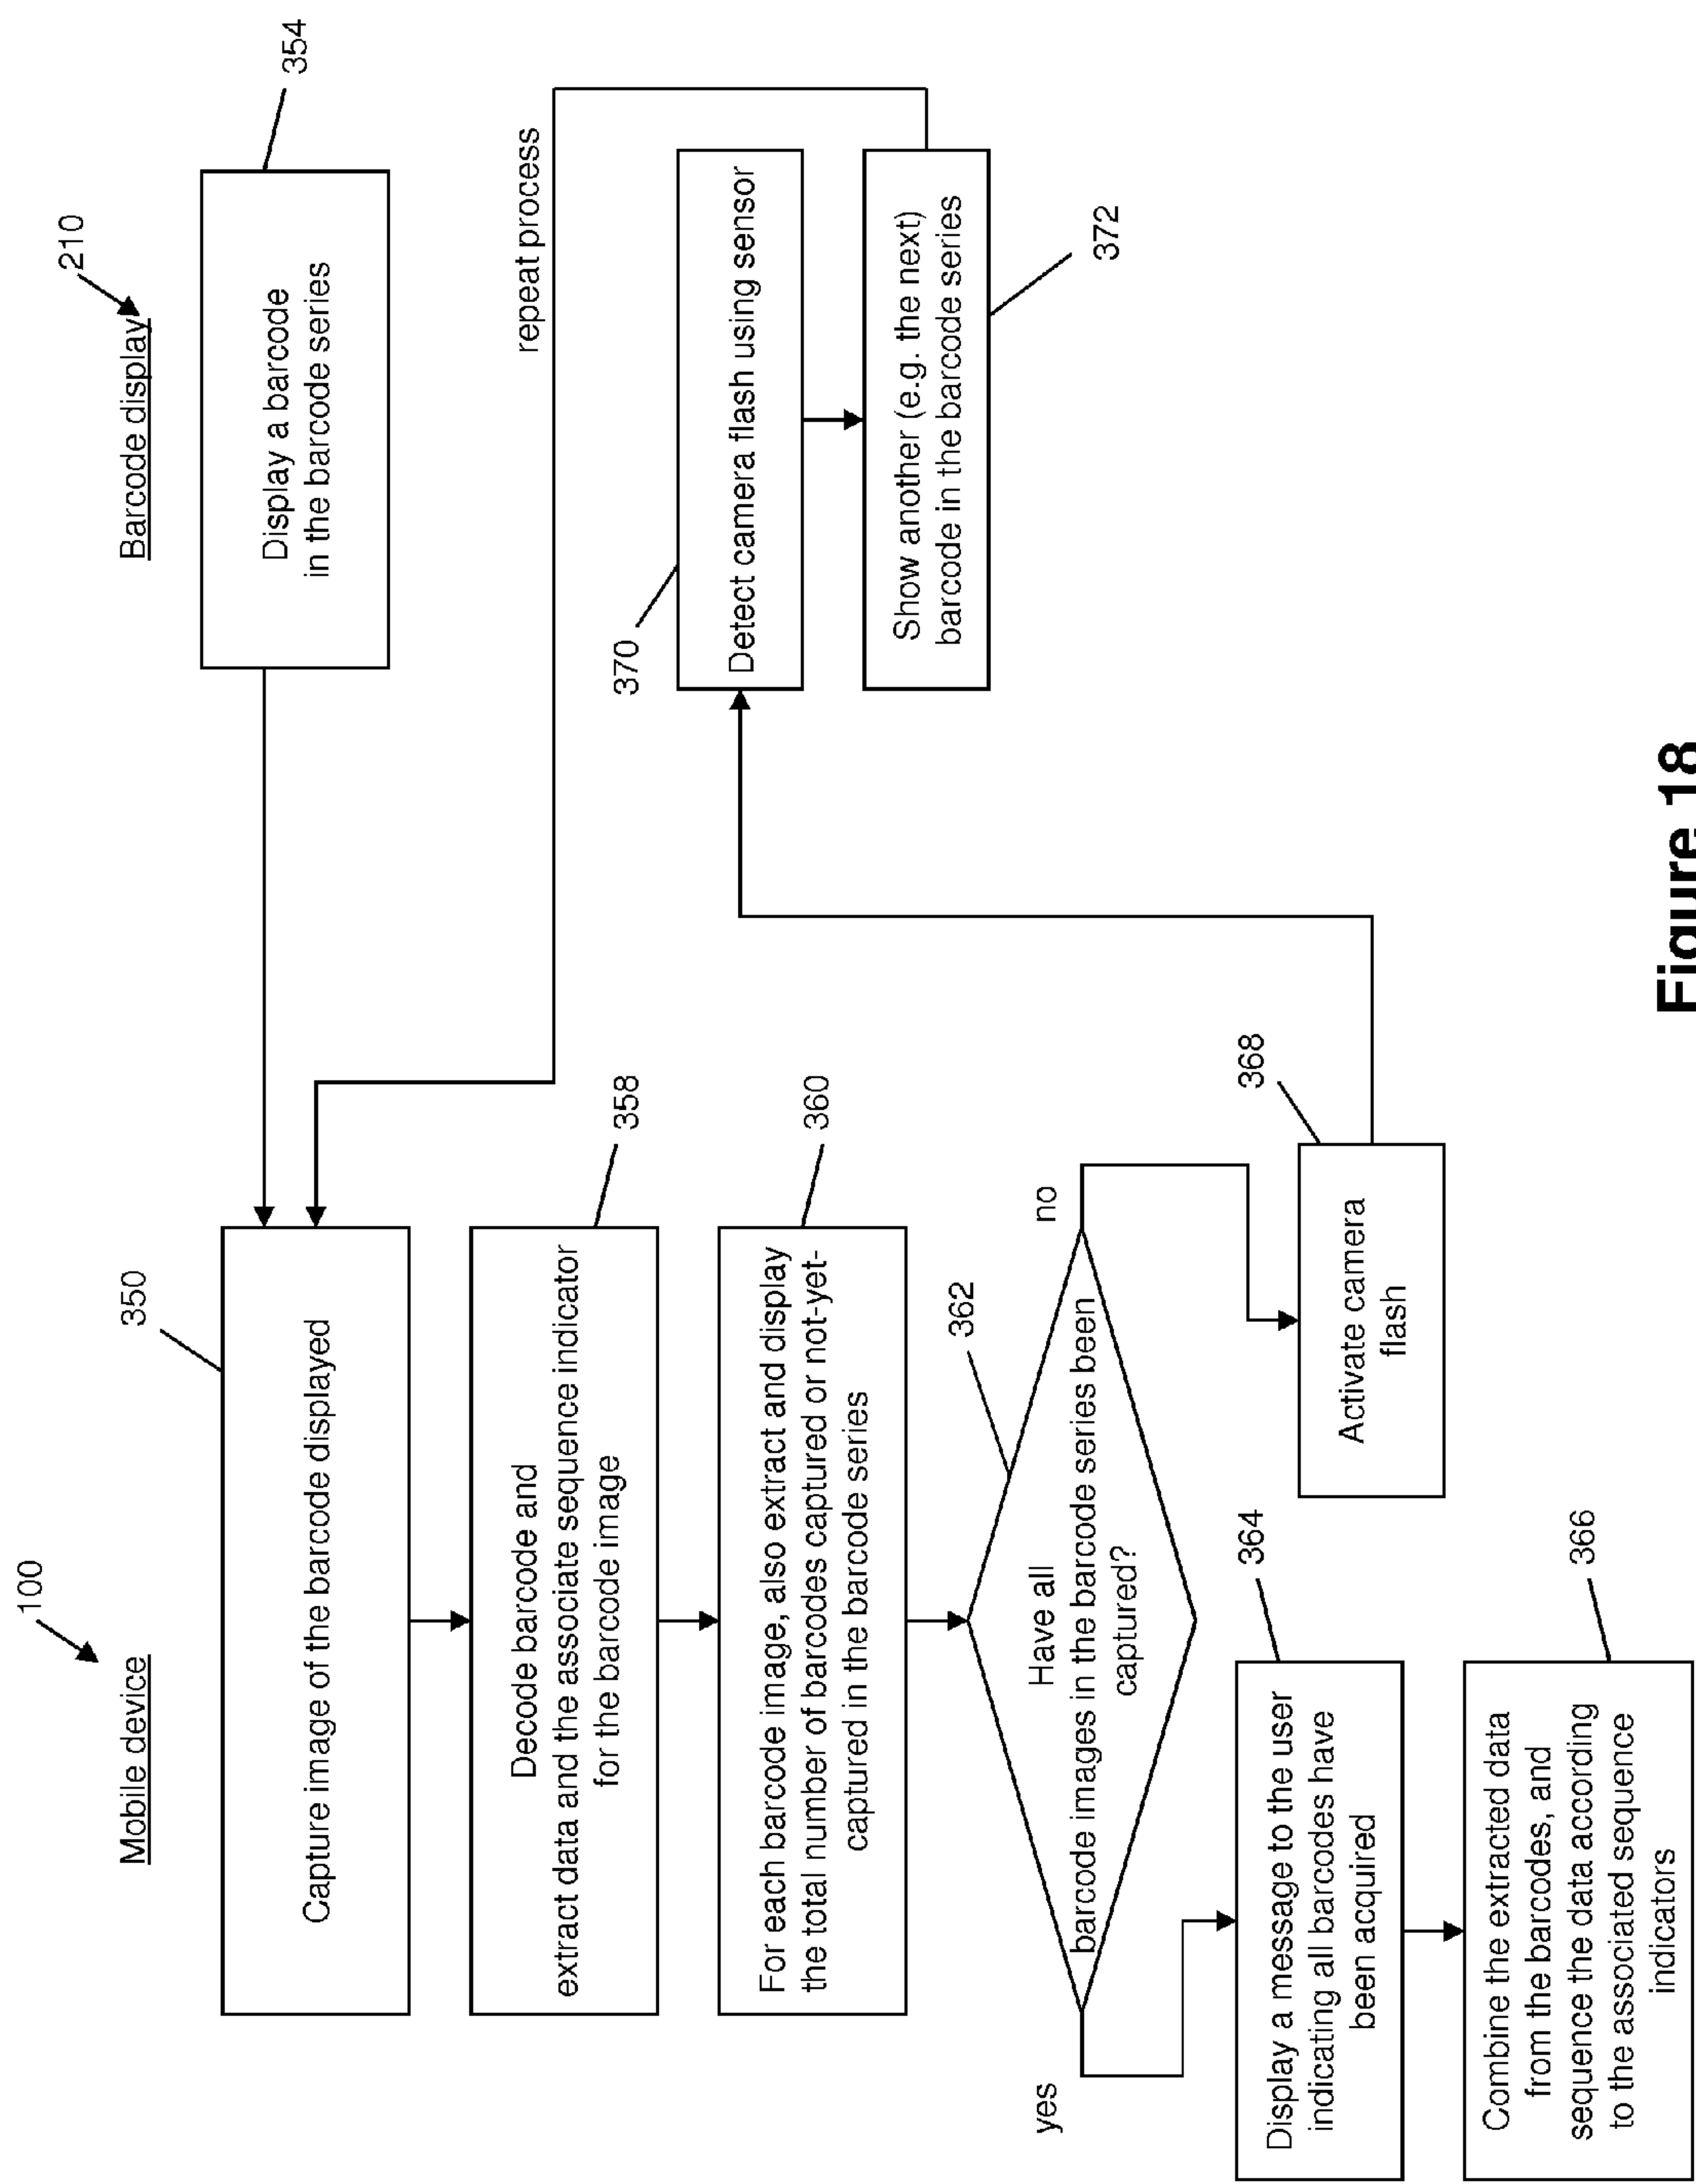 100
Mobile device
210
Barcode display
350
Capture image of the barcode displayed
354
Display a barcode
in the barcode series
358
Decode barcode and
extract data and the associate sequence indicator
for the barcode image
repeat process
360
For each barcode image, also extract and display
the total number of barcodes captured or not-yet-
captured in the barcode series
370
Detect camera flash using sensor
372
Show another (e.g. the next)
barcode in the barcode series
362
Have all
barcode images in the barcode series been
captured?
yes
no
364
Display a message to the user
indicating all barcodes have
been acquired
368
Activate camera
flash
366
Combine the extracted data
from the barcodes, and
sequence the data according
to the associated sequence
indicators
Figure 18